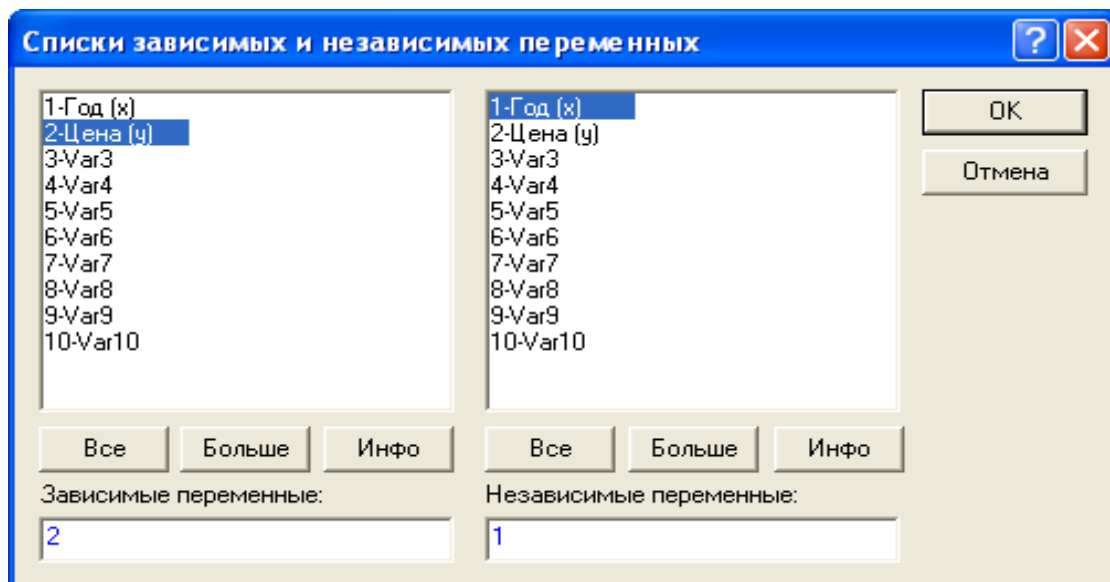 Списки зависимых и независимых переменных
1-Год (x)
2-Цена (y)
3-Var3
4-Var4
5-Var5
6-Var6
7-Var7
8-Var8
9-Var9
10-Var10
1-Год (x)
2-Цена (y)
3-Var3
4-Var4
5-Var5
6-Var6
7-Var7
8-Var8
9-Var9
10-Var10
OK
Отмена
Все Больше Инфо
Все Больше Инфо
Зависимые переменные:
2
Независимые переменные:
1